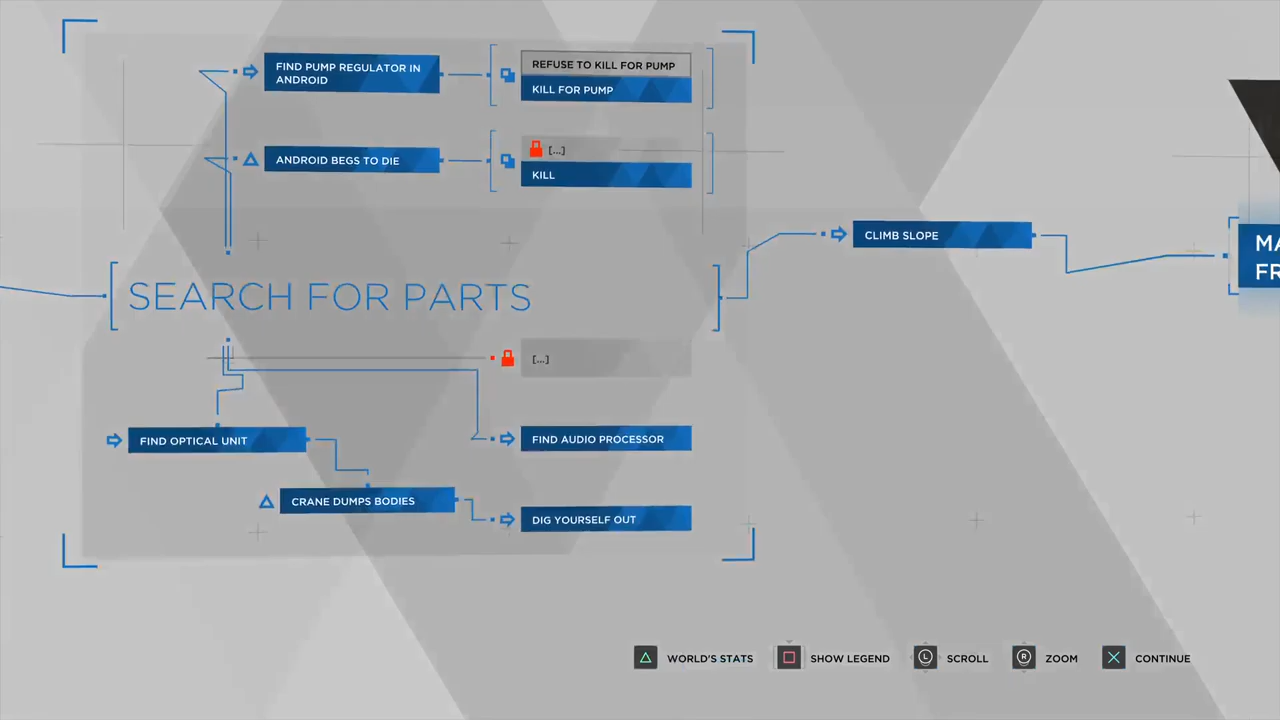 FIND PUMP REGULATOR IN
ANDROID
REFUSE TO KILL FOR PUMP
KILL FOR PUMP
ANDROID BEGS TO DIE
[...]
KILL
CLIMB SLOPE
MA
FR
SEARCH FOR PARTS
[...]
FIND OPTICAL UNIT
FIND AUDIO PROCESSOR
CRANE DUMPS BODIES
DIG YOURSELF OUT
WORLD'S STATS
SHOW LEGEND
L
SCROLL
R
ZOOM
CONTINUE